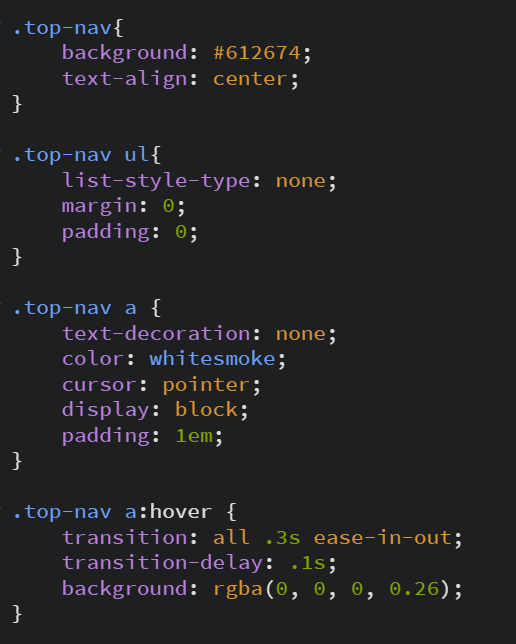 .top-nav{
    background: #612674;
    text-align: center;
}
.top-nav ul{
    list-style-type: none;
    margin: 0;
    padding: 0;
}
.top-nav a {
    text-decoration: none;
    color: whitesmoke;
    cursor: pointer;
    display: block;
    padding: 1em;
}
.top-nav a:hover {
    transition: all .3s ease-in-out;
    transition-delay: .1s;
    background: rgba(0, 0, 0, 0.26);
}